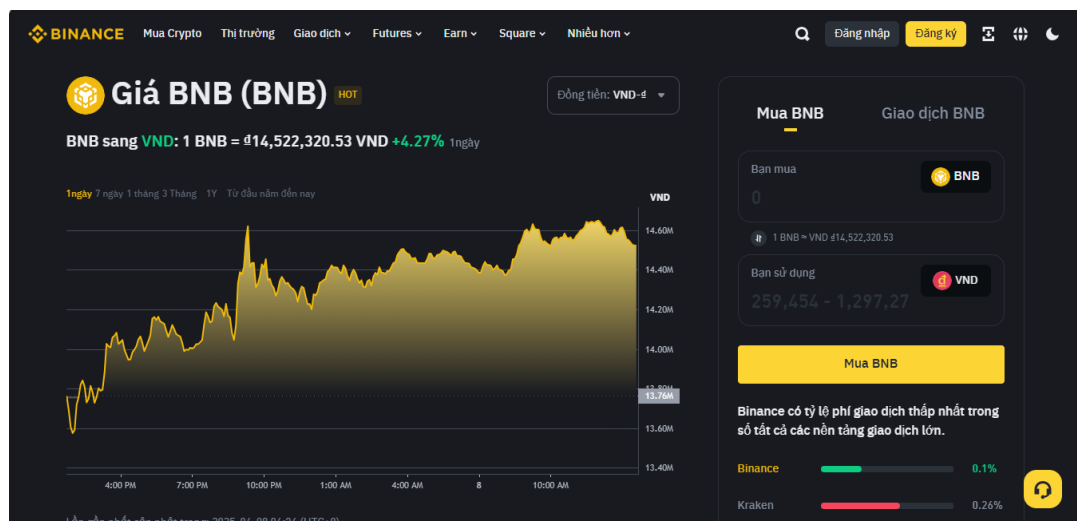 BINANCE Mua Crypto Thị trường Giao dịch Futures Earn Square Nhiều hơn Đăng nhập Đăng ký
Giá BNB (BNB) HOT
Đồng tiền: VND-đ
BNB sang VND: 1 BNB = ₫14,522,320.53 VND +4.27% 1ngày
1ngày 7 ngày 1 tháng 3 Tháng 1Y Từ đầu năm đến nay
VND
14.60M
14.40M
14.20M
14.00M
13.80M
13.76M
13.60M
13.40M
4:00 PM 7:00 PM 10:00 PM 1:00 AM 4:00 AM 8 10:00 AM
Mua BNB Giao dịch BNB
Bạn mua
0
BNB
1 BNB ≈ VND ₫14,522,320.53
Bạn sử dụng
259,454 - 1,297,27
đ VND
Mua BNB
Binance có tỷ lệ phí giao dịch thấp nhất trong
số tất cả các nền tảng giao dịch lớn.
Binance 0.1%
Kraken 0.26%